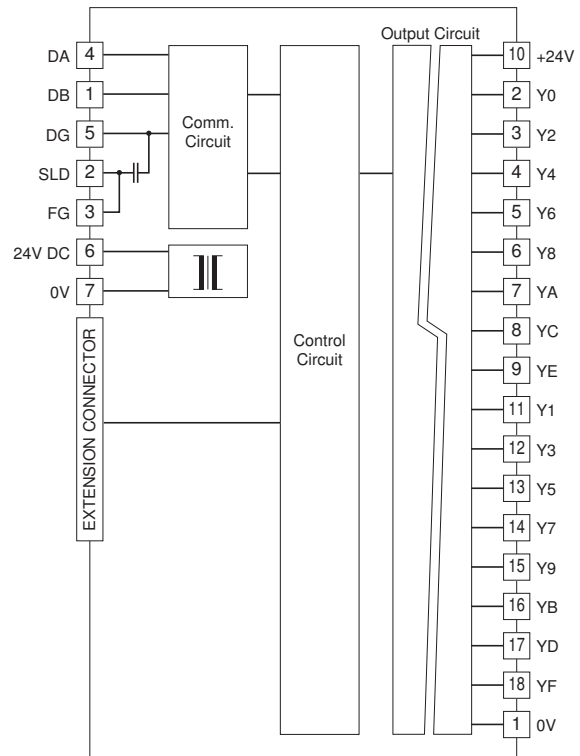 Output Circuit
DA 4
DB 1
DG 5
SLD 2
FG 3
24V DC 6
0V 7
EXTENSION CONNECTOR
Comm.
Circuit
Control
Circuit
10 +24V
2 Y0
3 Y2
4 Y4
5 Y6
6 Y8
7 YA
8 YC
9 YE
11 Y1
12 Y3
13 Y5
14 Y7
15 Y9
16 YB
17 YD
18 YF
1 0V